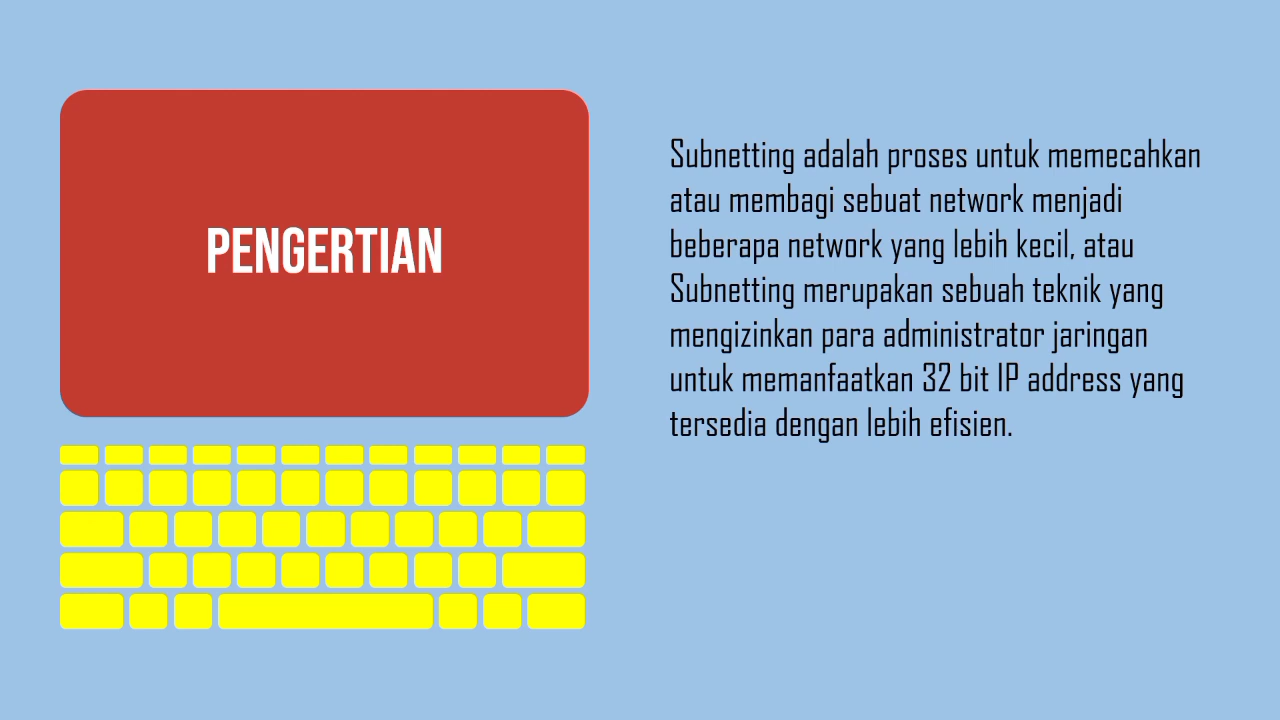 PENGERTIAN
Subnetting adalah proses untuk memecahkan
atau membagi sebuat network menjadi
beberapa network yang lebih kecil, atau
Subnetting merupakan sebuah teknik yang
mengizinkan para administrator jaringan
untuk memanfaatkan 32 bit IP address yang
tersedia dengan lebih efisien.